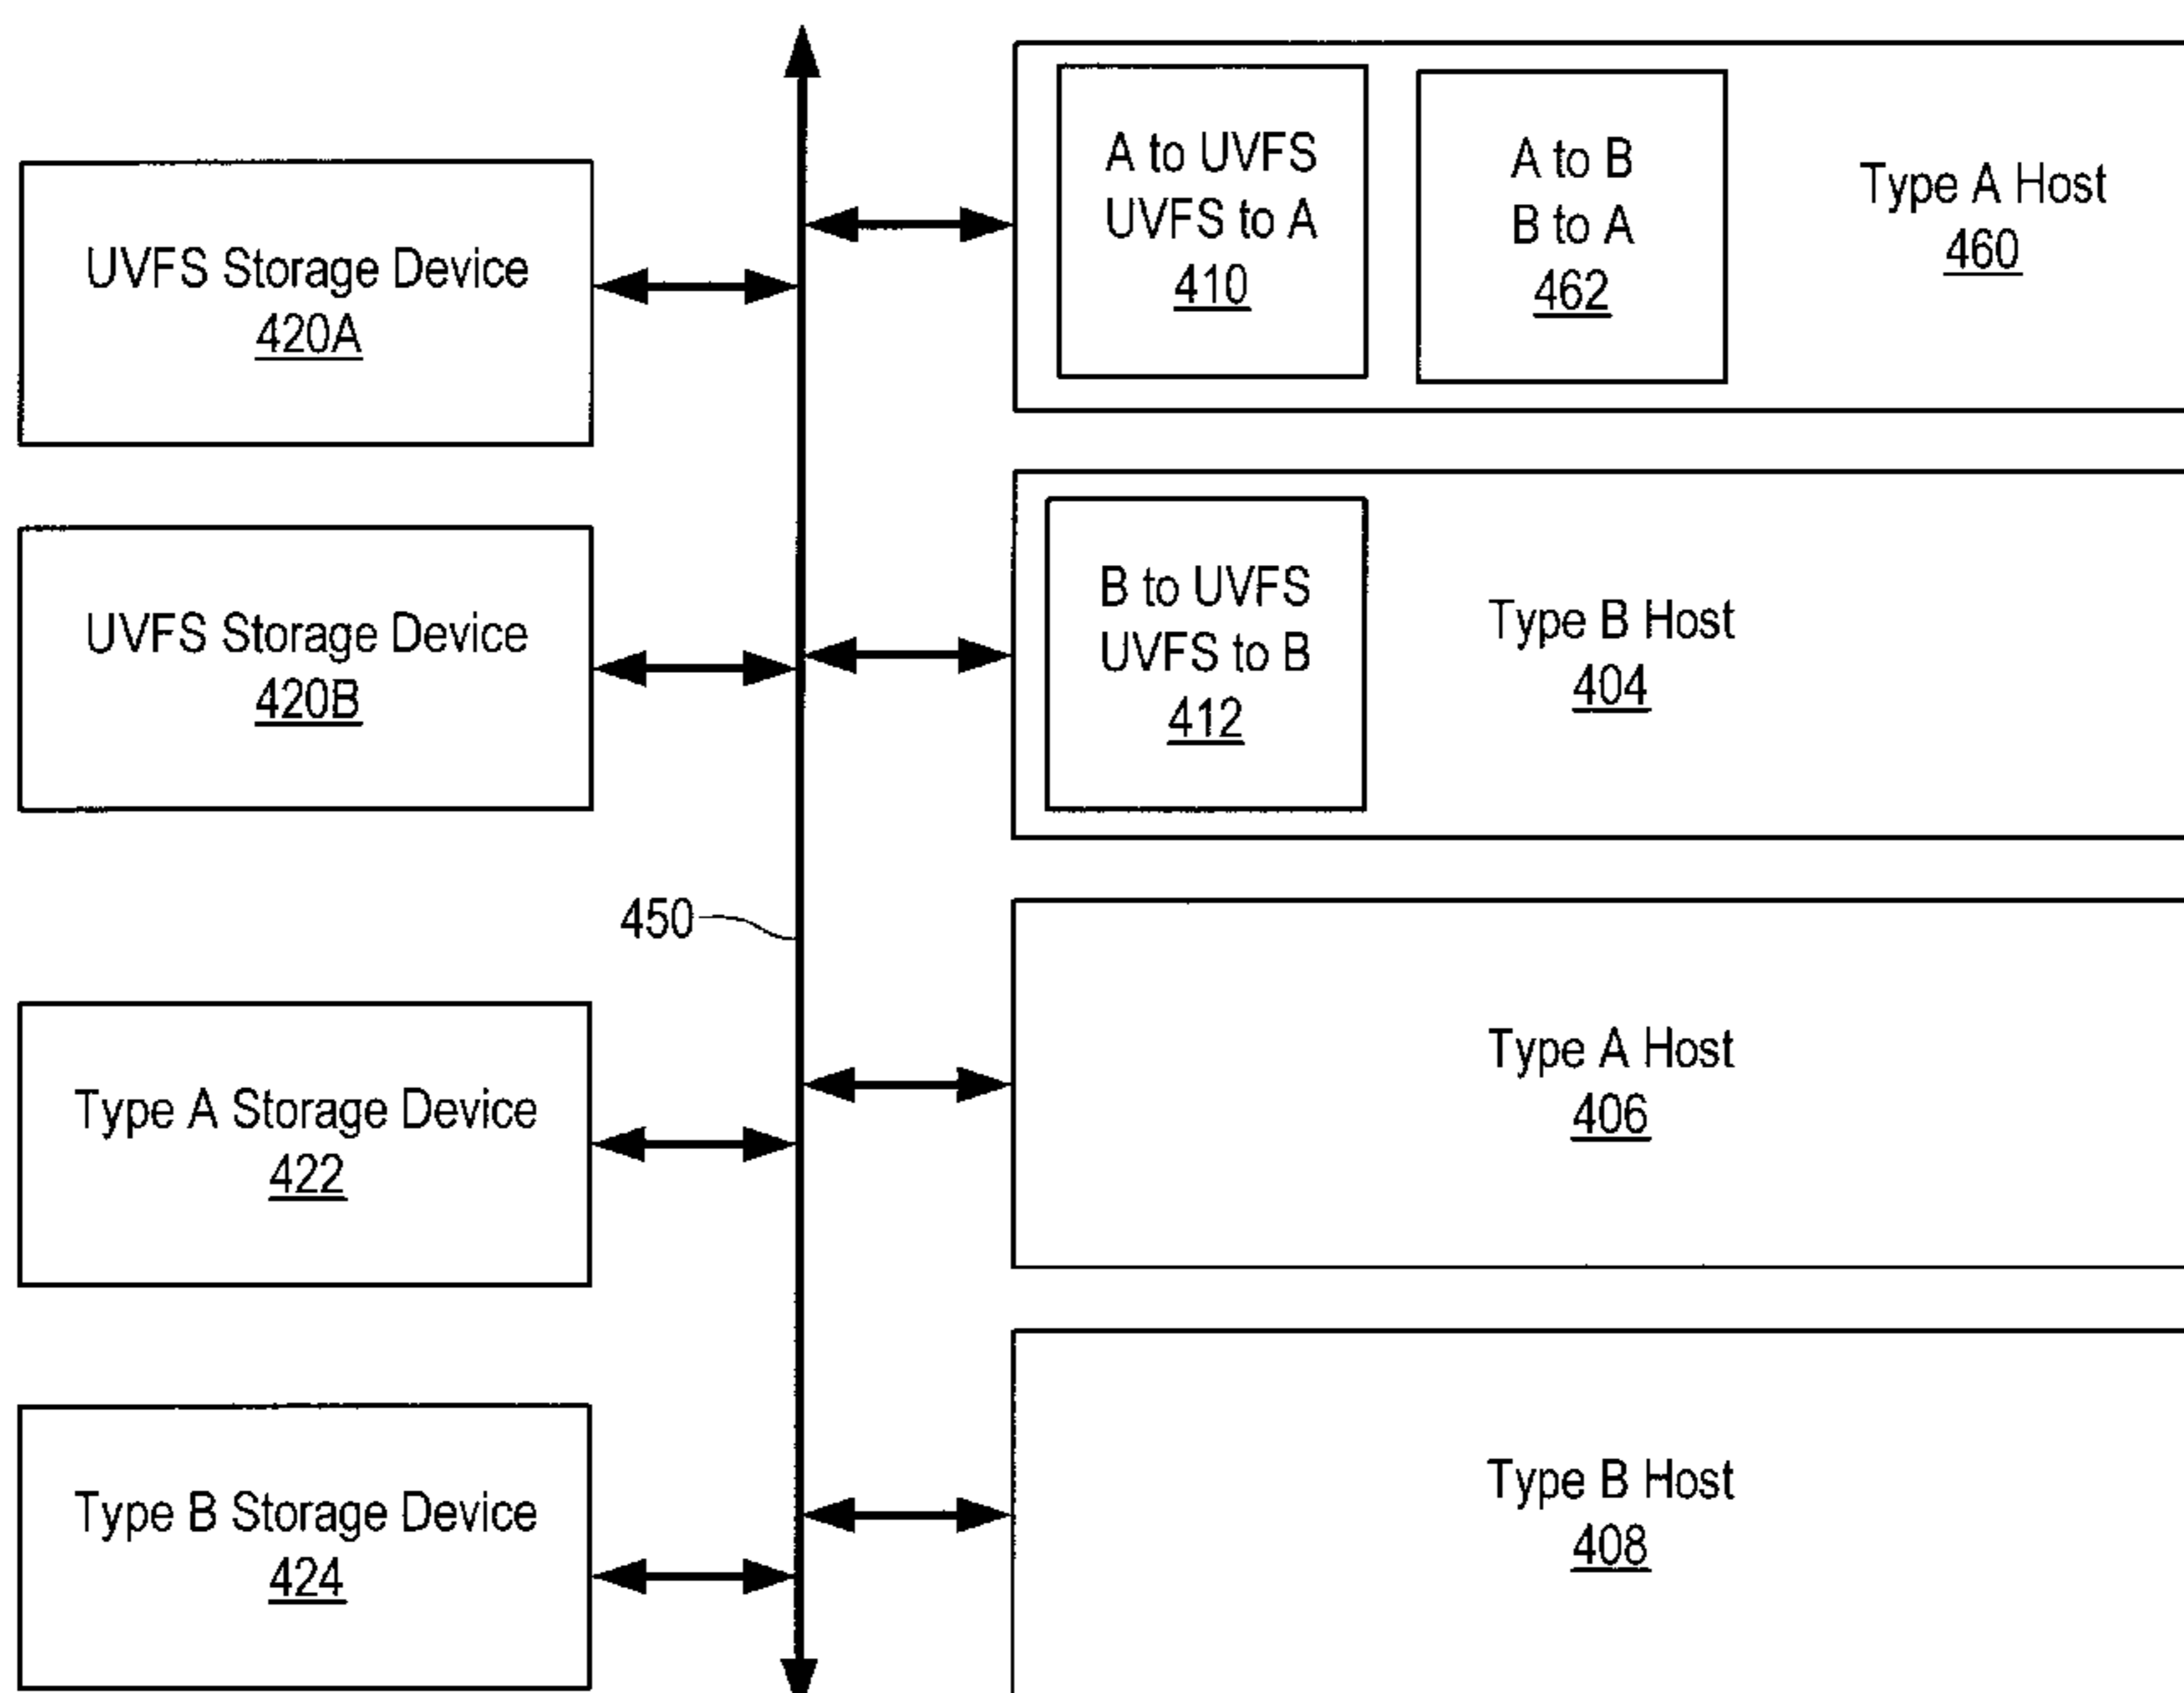 UVFS Storage Device
420A
UVFS Storage Device
420B
450
Type A Storage Device
422
Type B Storage Device
424
A to UVFS
UVFS to A
410
A to B
B to A
462
Type A Host
460
B to UVFS
UVFS to B
412
Type B Host
404
Type A Host
406
Type B Host
408